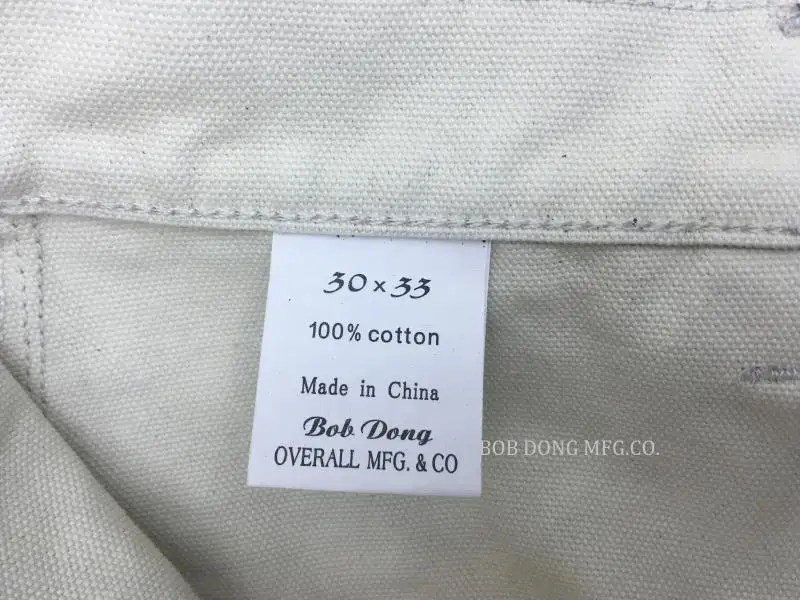 30 x 33
100% cotton
Made in China
Bob Dong
OVERALL MFG. & CO
BOB DONG MFG.CO.